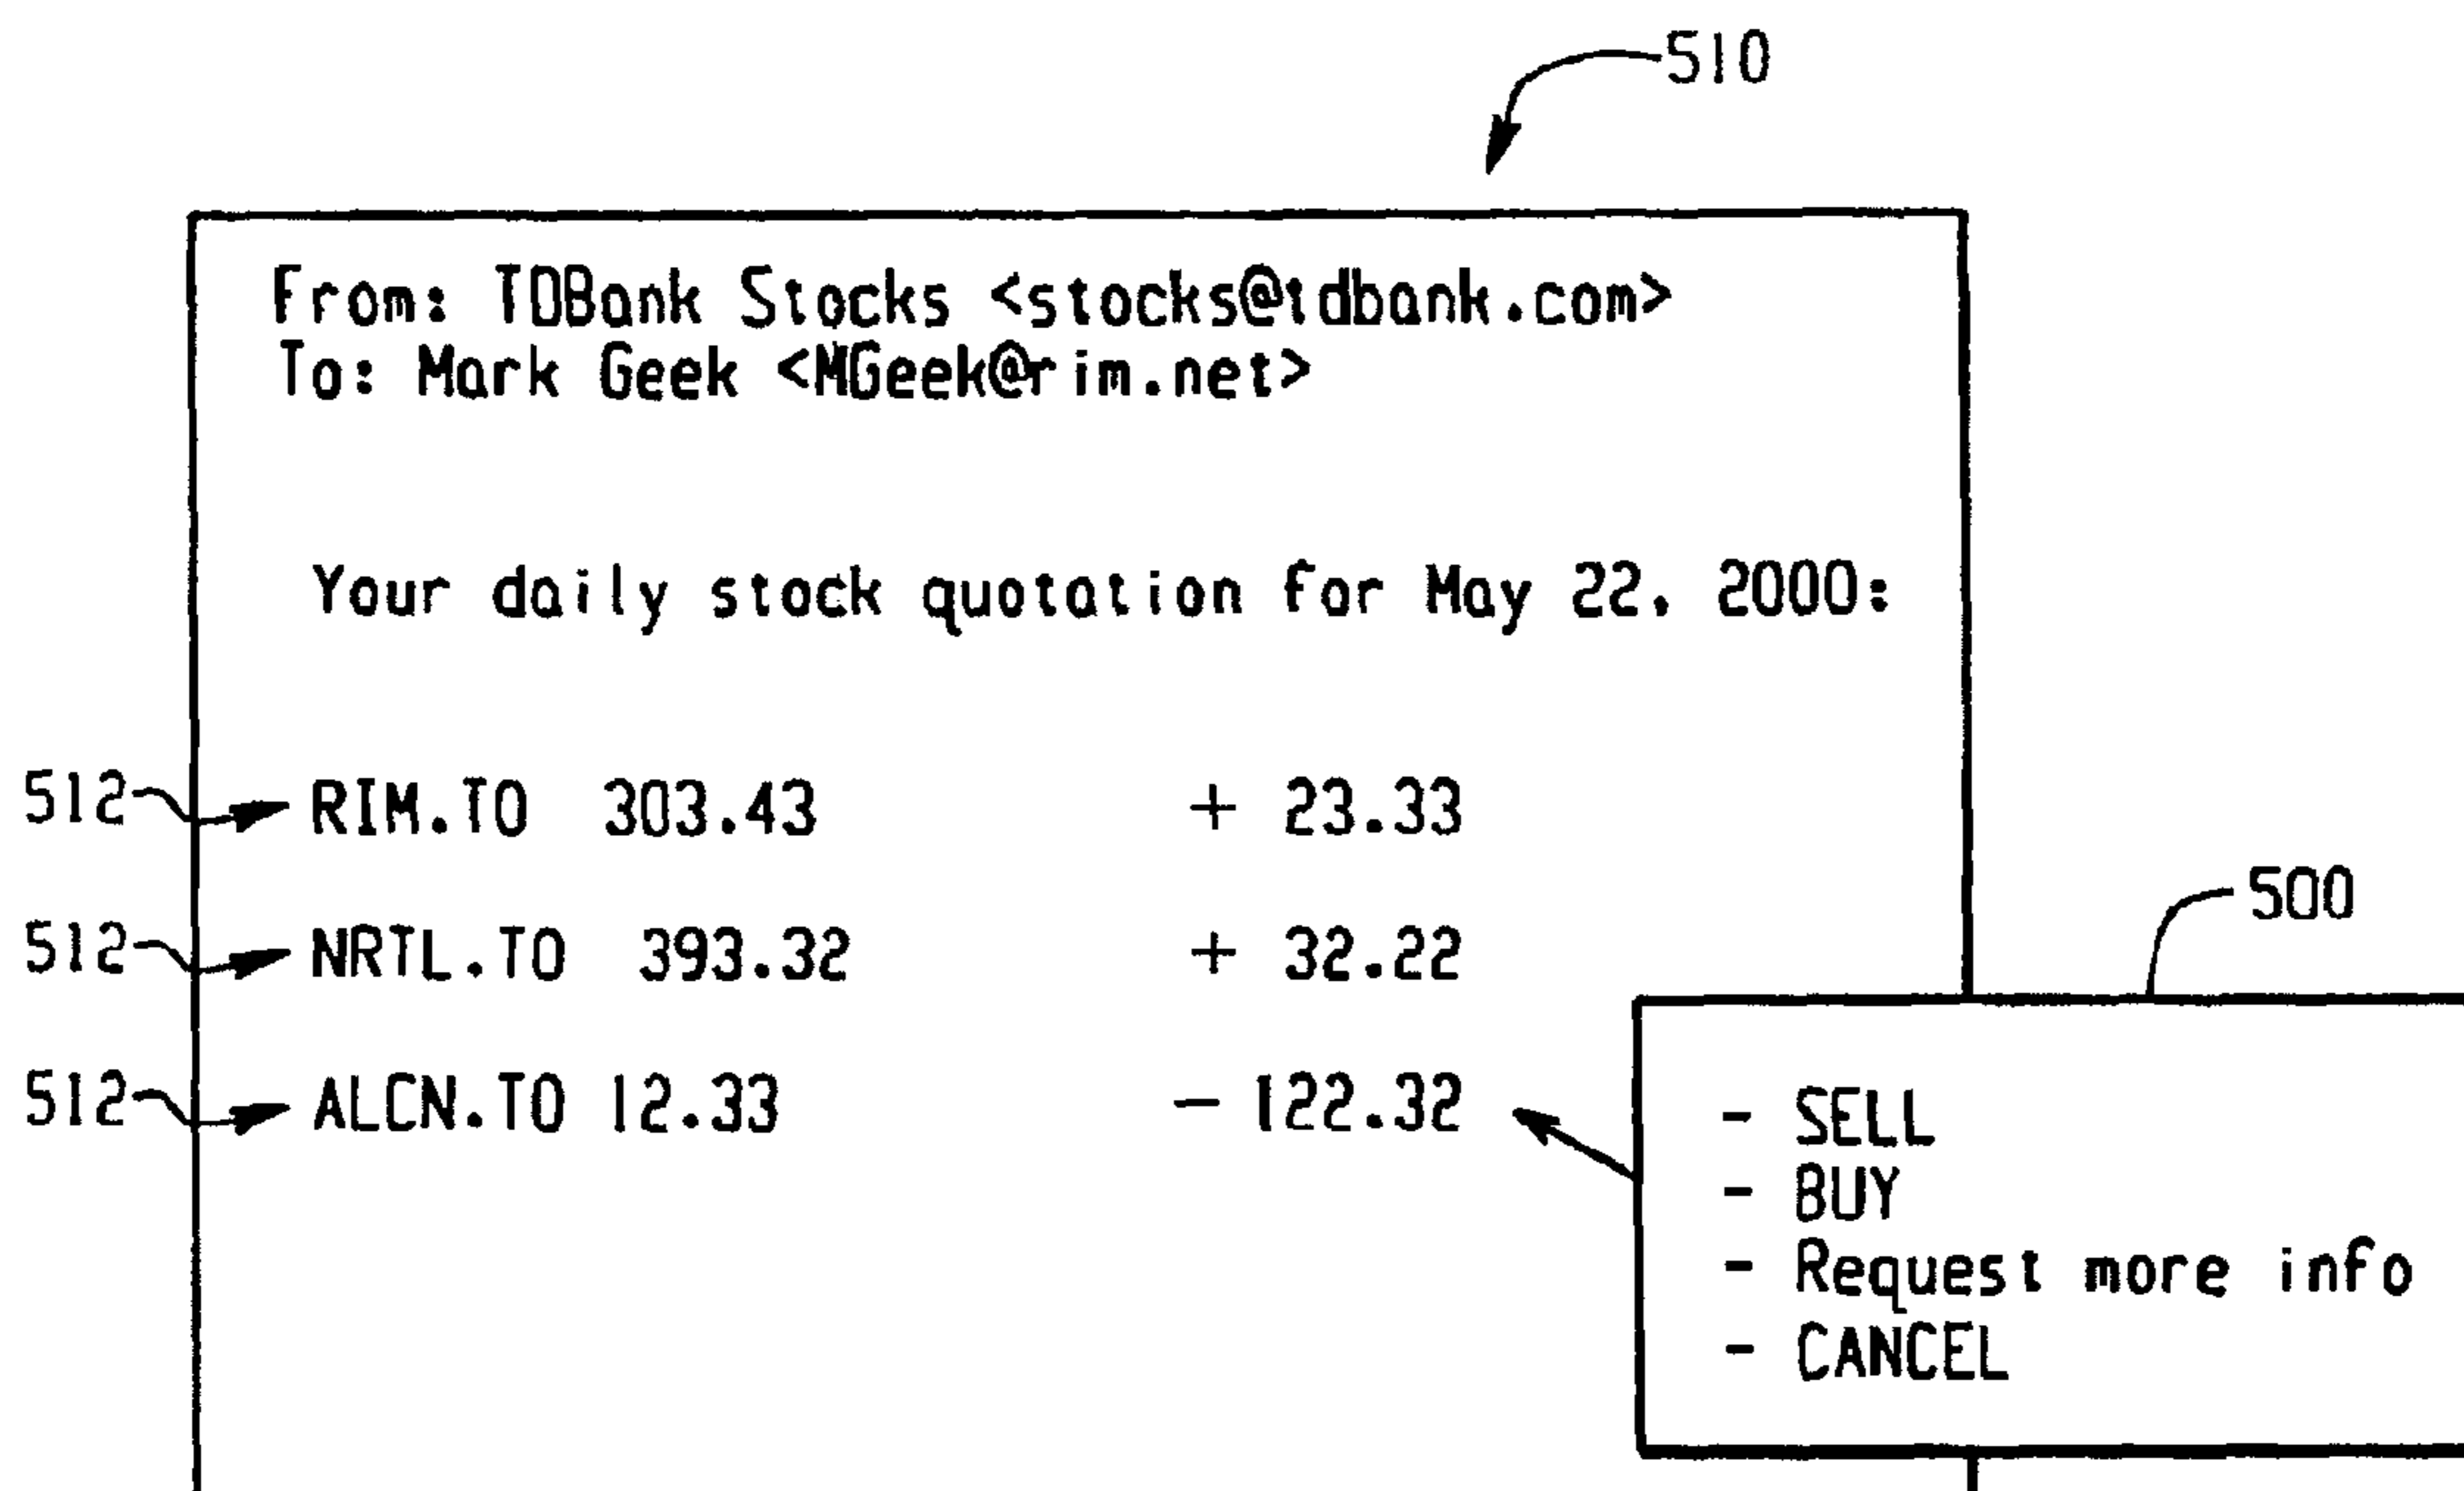 510
From: TDBank Stocks <stocks@tdbank.com>
To: Mark Geek <MGeek@rim.net>
Your daily stock quotation for May 22, 2000:
512 RIM.TO 303.43 + 23.33
500
512 NRTL.TO 393.32 + 32.22
512 ALCN.TO 12.33 - 122.32
- SELL
- BUY
- Request more info
- CANCEL